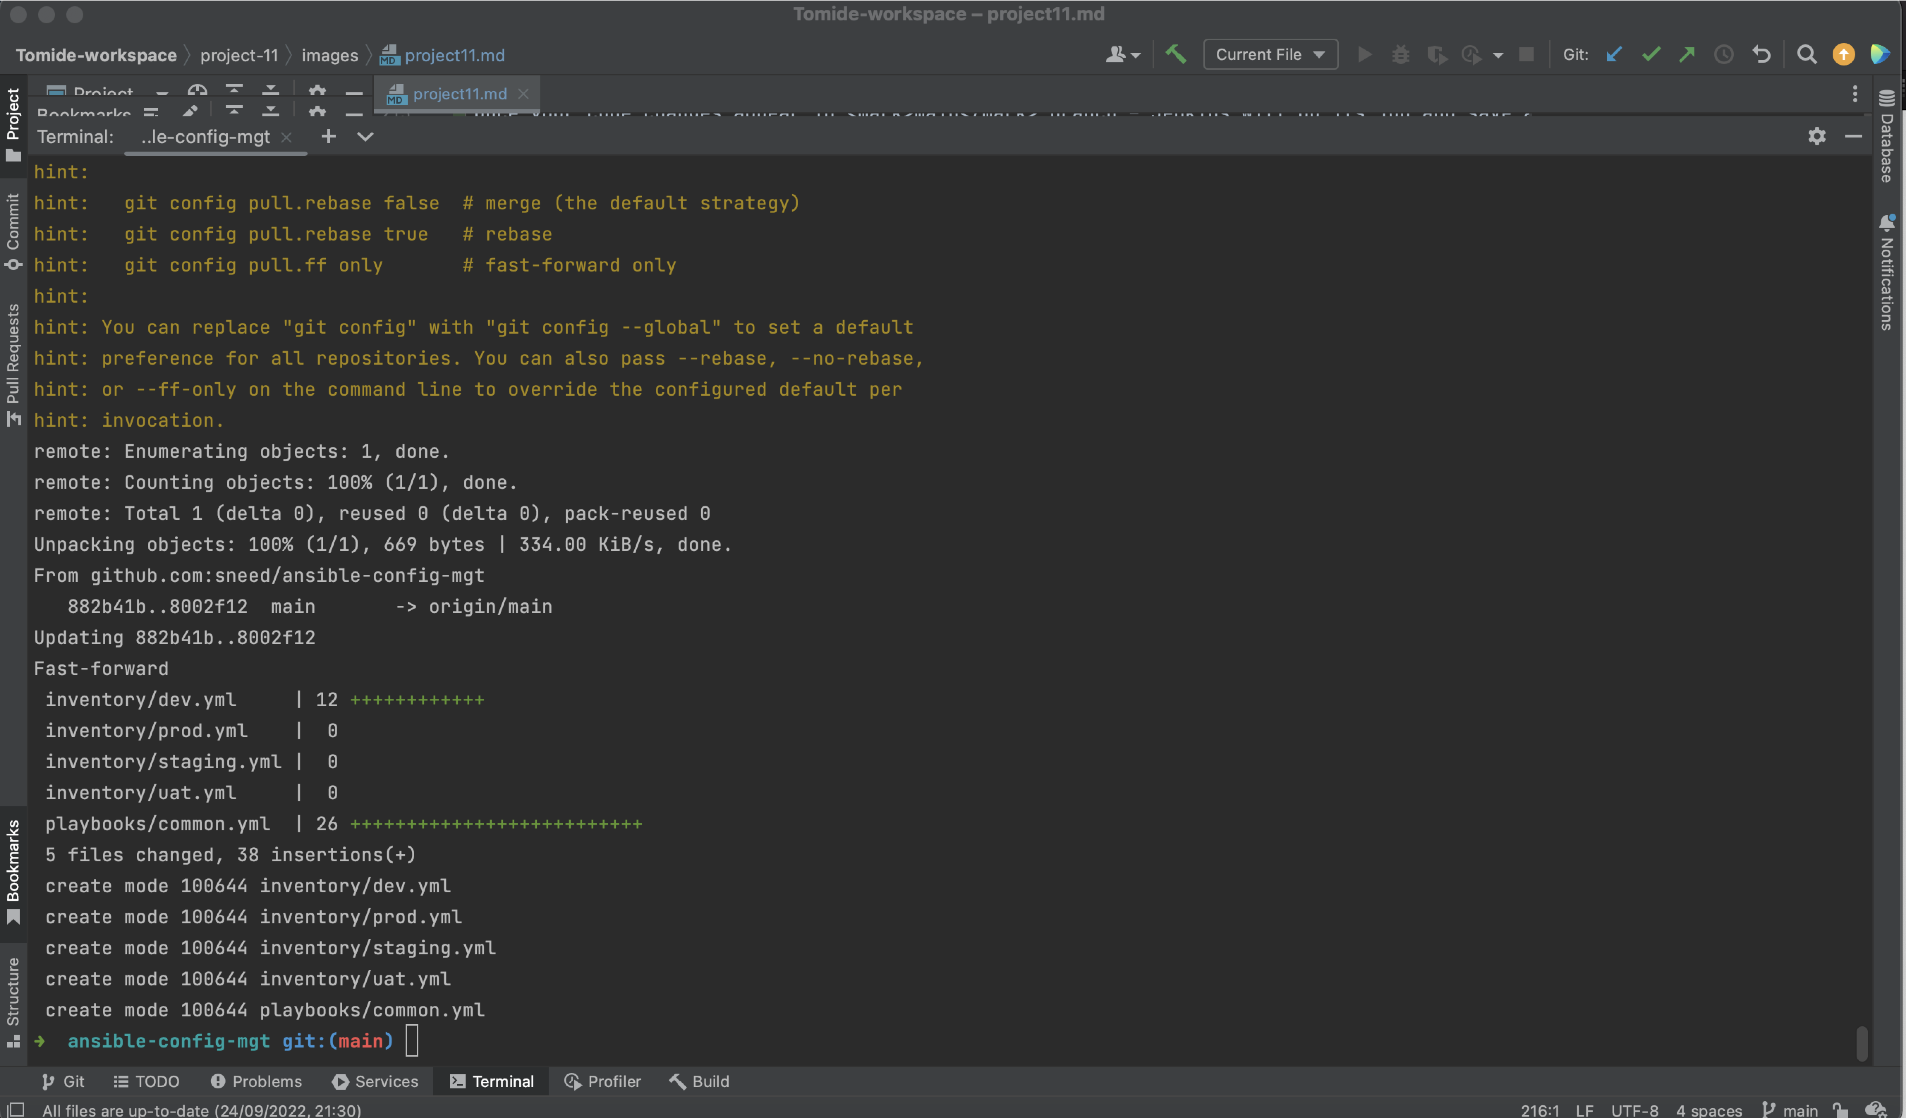 Tomide-workspace – project11.md
Tomide-workspace project-11 images project11.md
Current File
Git:
Project
project11.md
Bookmarks
Terminal: ..le-config-mgt
hint:
hint:   git config pull.rebase false  # merge (the default strategy)
hint:   git config pull.rebase true   # rebase
hint:   git config pull.ff only       # fast-forward only
hint:
hint: You can replace "git config" with "git config --global" to set a default
hint: preference for all repositories. You can also pass --rebase, --no-rebase,
hint: or --ff-only on the command line to override the configured default per
hint: invocation.
remote: Enumerating objects: 1, done.
remote: Counting objects: 100% (1/1), done.
remote: Total 1 (delta 0), reused 0 (delta 0), pack-reused 0
Unpacking objects: 100% (1/1), 669 bytes | 334.00 KiB/s, done.
From github.com:sneed/ansible-config-mgt
   882b41b..8002f12  main       -> origin/main
Updating 882b41b..8002f12
Fast-forward
 inventory/dev.yml     | 12 ++++++++++++
 inventory/prod.yml    |  0
 inventory/staging.yml |  0
 inventory/uat.yml     |  0
 playbooks/common.yml  | 26 ++++++++++++++++++++++++++
 5 files changed, 38 insertions(+)
 create mode 100644 inventory/dev.yml
 create mode 100644 inventory/prod.yml
 create mode 100644 inventory/staging.yml
 create mode 100644 inventory/uat.yml
 create mode 100644 playbooks/common.yml
➜  ansible-config-mgt git:(main)
Project
Commit
Pull Requests
Bookmarks
Structure
Database
Notifications
Git TODO Problems Services Terminal Profiler Build
All files are up-to-date (24/09/2022, 21:30)
216:1 LF UTF-8 4 spaces main